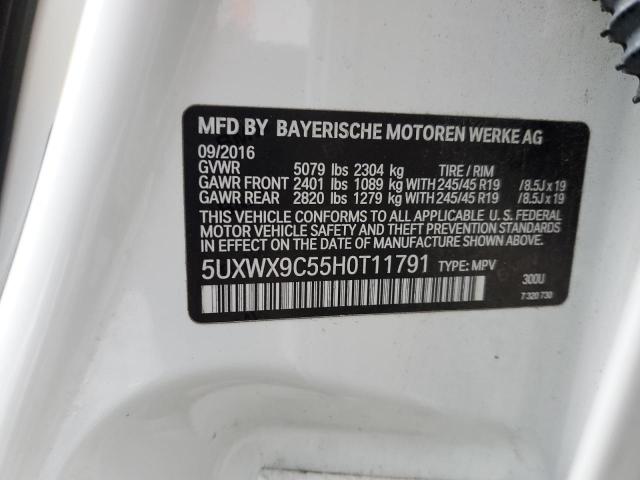 MFD BY BAYERISCHE MOTOREN WERKE AG
09/2016
GVWR 5079 lbs 2304 kg TIRE / RIM
GAWR FRONT 2401 lbs 1089 kg WITH 245/45 R19 /8.5J x 19
GAWR REAR 2820 lbs 1279 kg WITH 245/45 R19 /8.5J x 19
THIS VEHICLE CONFORMS TO ALL APPLICABLE U. S. FEDERAL
MOTOR VEHICLE SAFETY AND THEFT PREVENTION STANDARDS
IN EFFECT ON THE DATE OF MANUFACTURE SHOWN ABOVE.
5UXWX9C55H0T11791 TYPE: MPV
300U
7 320 730